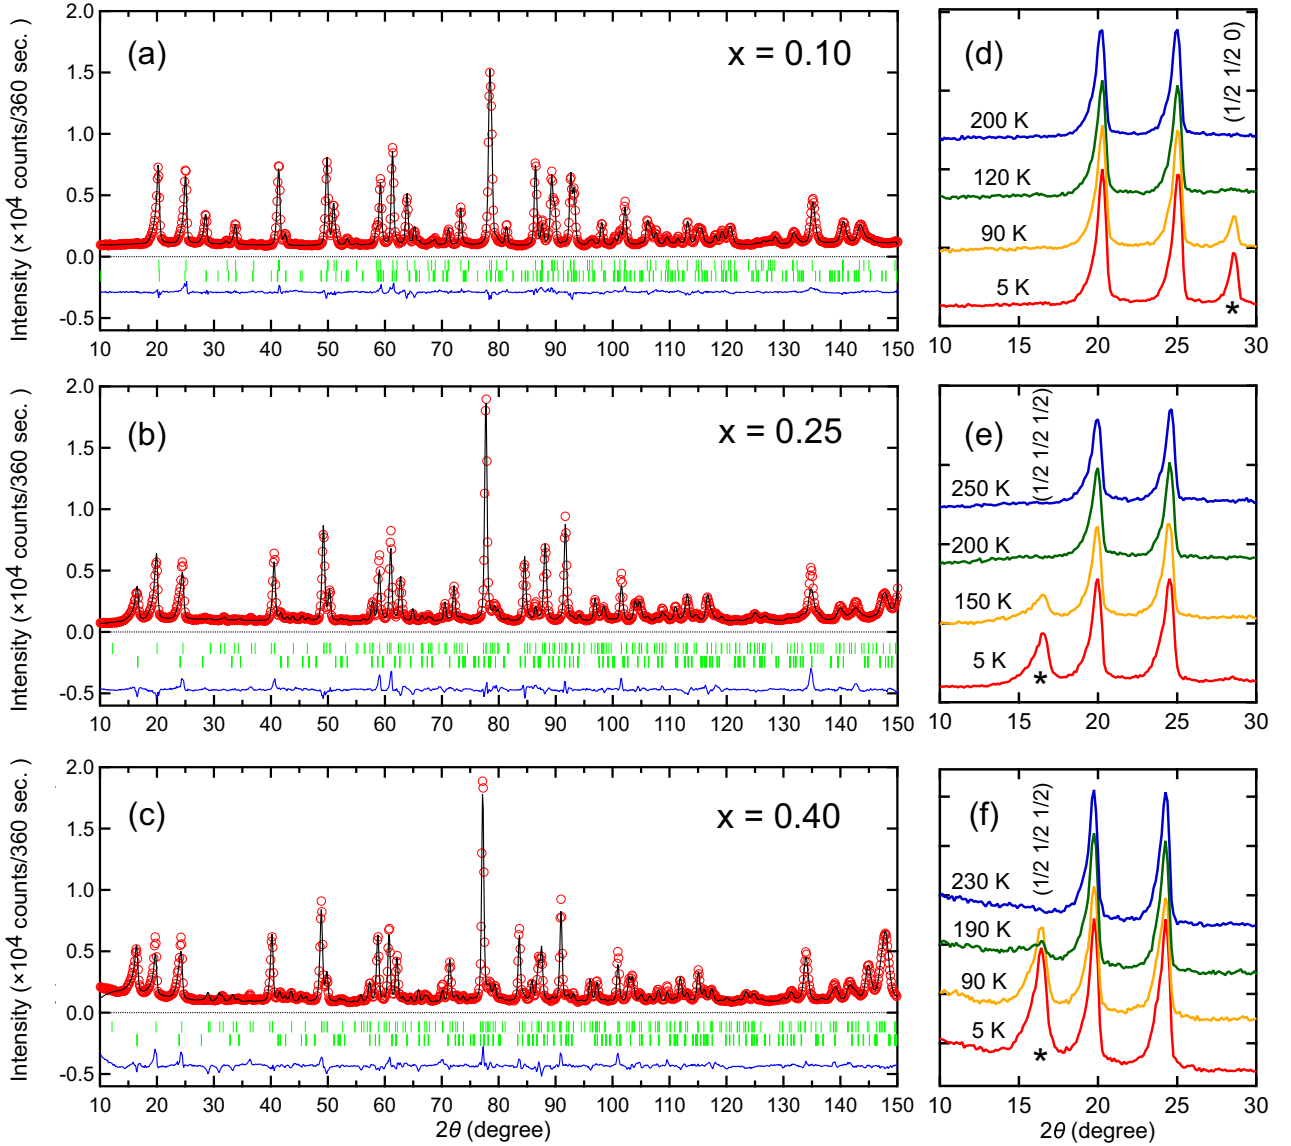 (a)
x = 0.10
Intensity (×10⁴ counts/360 sec. )
2.0
1.5
1.0
0.5
0.0
-0.5
10 20 30 40 50 60 70 80 90 100 110 120 130 140 150
(d)
(1/2 1/2 0)
200 K
120 K
90 K
5 K
*
10 15 20 25 30
(b)
x = 0.25
Intensity (×10⁴ counts/360 sec. )
2.0
1.5
1.0
0.5
0.0
-0.5
10 20 30 40 50 60 70 80 90 100 110 120 130 140 150
(e)
(1/2 1/2 1/2)
250 K
200 K
150 K
5 K
*
10 15 20 25 30
(c)
x = 0.40
Intensity (×10⁴ counts/360 sec. )
2.0
1.5
1.0
0.5
0.0
-0.5
10 20 30 40 50 60 70 80 90 100 110 120 130 140 150
2θ (degree)
(f)
(1/2 1/2 1/2)
230 K
190 K
90 K
5 K
*
10 15 20 25 30
2θ (degree)